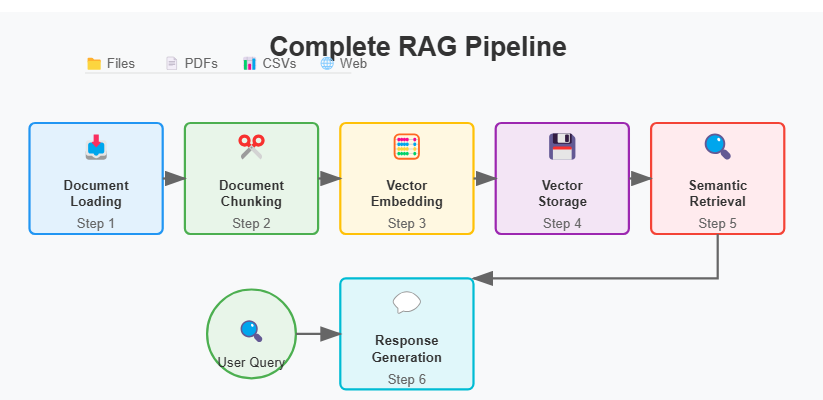 Complete RAG Pipeline
Files PDFs CSVs Web
Document
Loading
Step 1
Document
Chunking
Step 2
Vector
Embedding
Step 3
Vector
Storage
Step 4
Semantic
Retrieval
Step 5
User Query
Response
Generation
Step 6